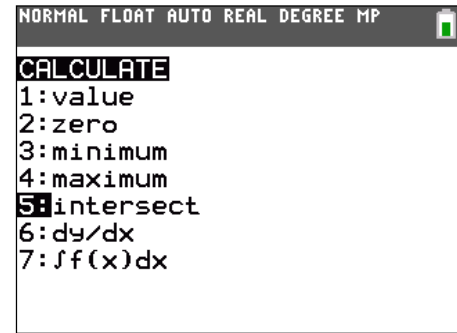 NORMAL FLOAT AUTO REAL DEGREE MP
CALCULATE
1:value
2:zero
3:minimum
4:maximum
5:intersect
6:dy/dx
7:∫f(x)dx